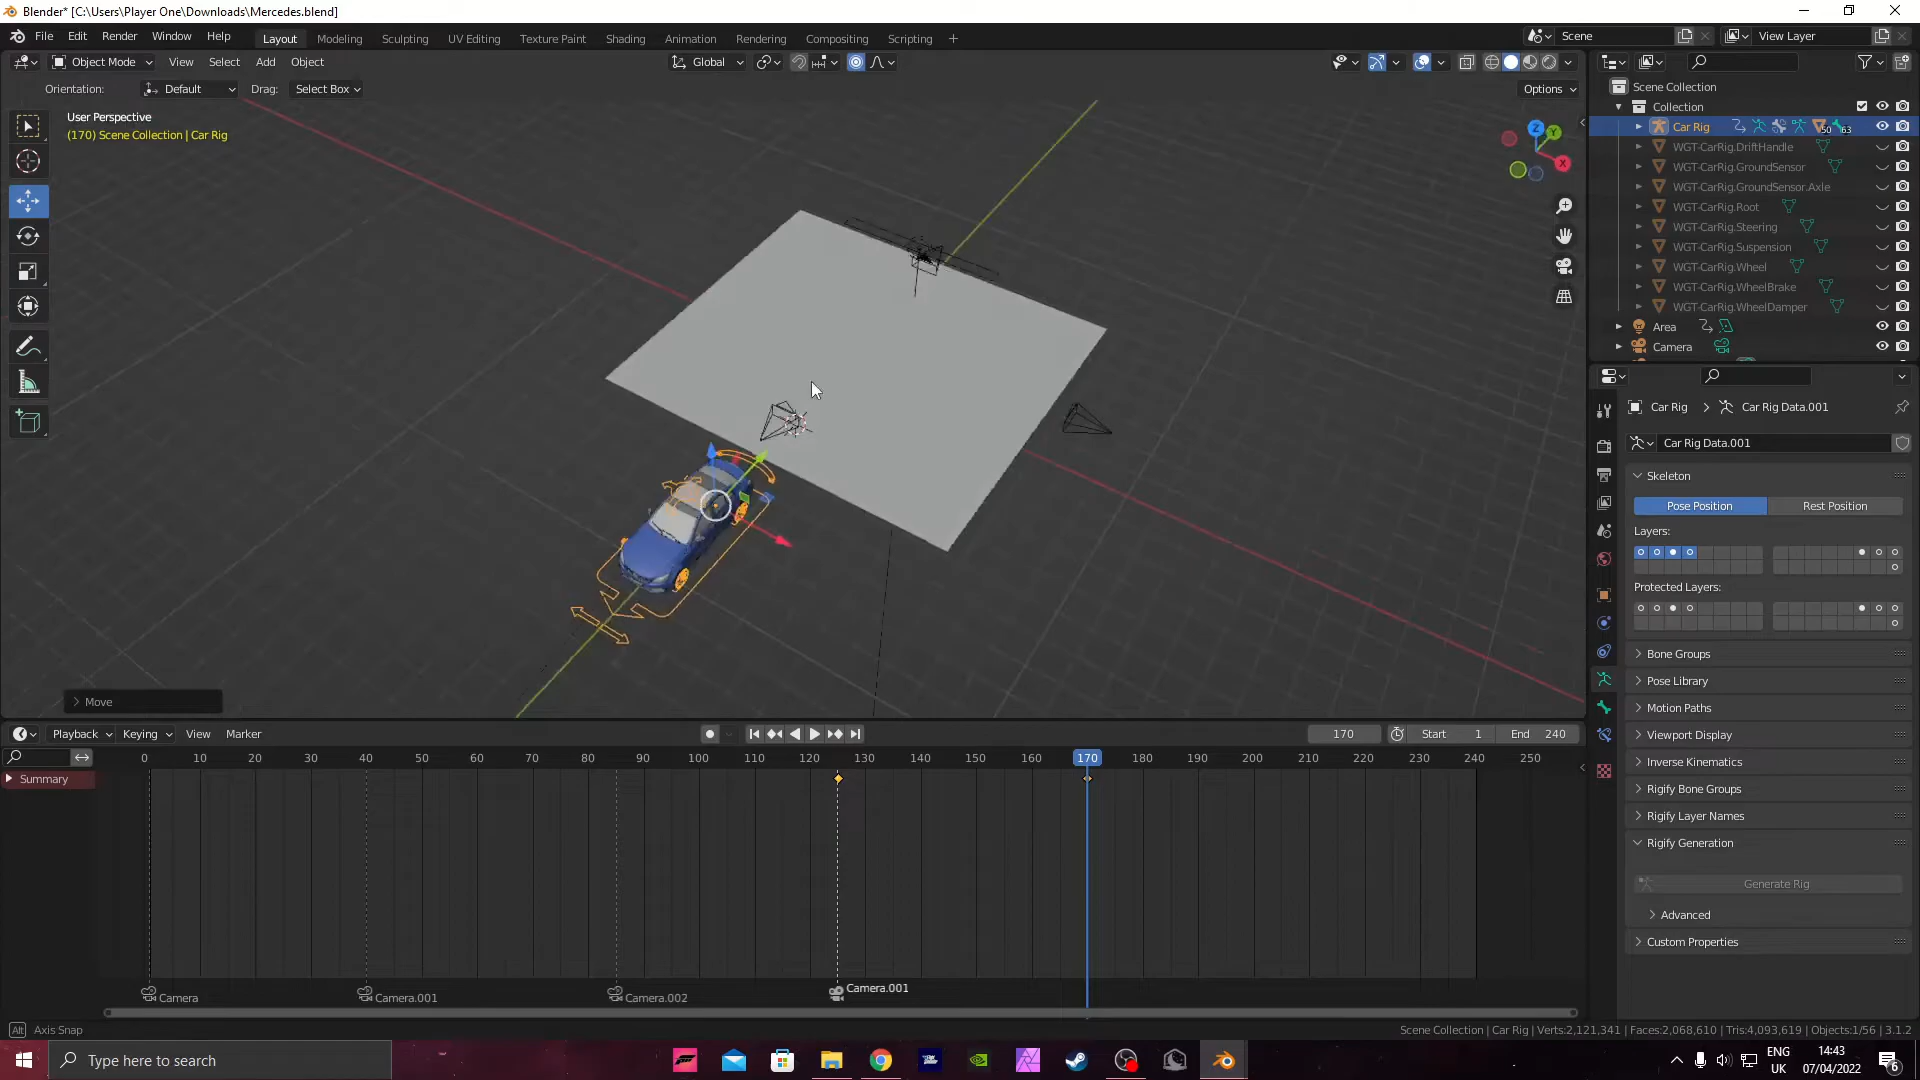 Blender* [C:\Users\Player One\Downloads\Mercedes.blend]
File Edit Render Window Help
Layout Modeling Sculpting UV Editing Texture Paint Shading Animation Rendering Compositing Scripting +
Scene View Layer
Object Mode View Select Add Object
Global
Orientation: Default Drag: Select Box
Options
User Perspective
(170) Scene Collection | Car Rig
Z
Y
X
Move
Scene Collection
Collection
Car Rig 50 63
WGT-CarRig.DriftHandle
WGT-CarRig.GroundSensor
WGT-CarRig.GroundSensor.Axle
WGT-CarRig.Root
WGT-CarRig.Steering
WGT-CarRig.Suspension
WGT-CarRig.Wheel
WGT-CarRig.WheelBrake
WGT-CarRig.WheelDamper
Area
Camera
Car Rig > Car Rig Data.001
Car Rig Data.001
Skeleton
Pose Position Rest Position
Layers:
Protected Layers:
Bone Groups
Pose Library
Motion Paths
Viewport Display
Inverse Kinematics
Rigify Bone Groups
Rigify Layer Names
Rigify Generation
Generate Rig
Advanced
Custom Properties
Playback Keying View Marker
170 Start 1 End 240
0 10 20 30 40 50 60 70 80 90 100 110 120 130 140 150 160 170 180 190 200 210 220 230 240 250
Summary
Camera Camera.001 Camera.002 Camera.001
Alt Axis Snap
Scene Collection | Car Rig | Verts:2,121,341 | Faces:2,068,610 | Tris:4,093,619 | Objects:1/56 | 3.1.2
Type here to search
ENG
UK
14:43
07/04/2022
6